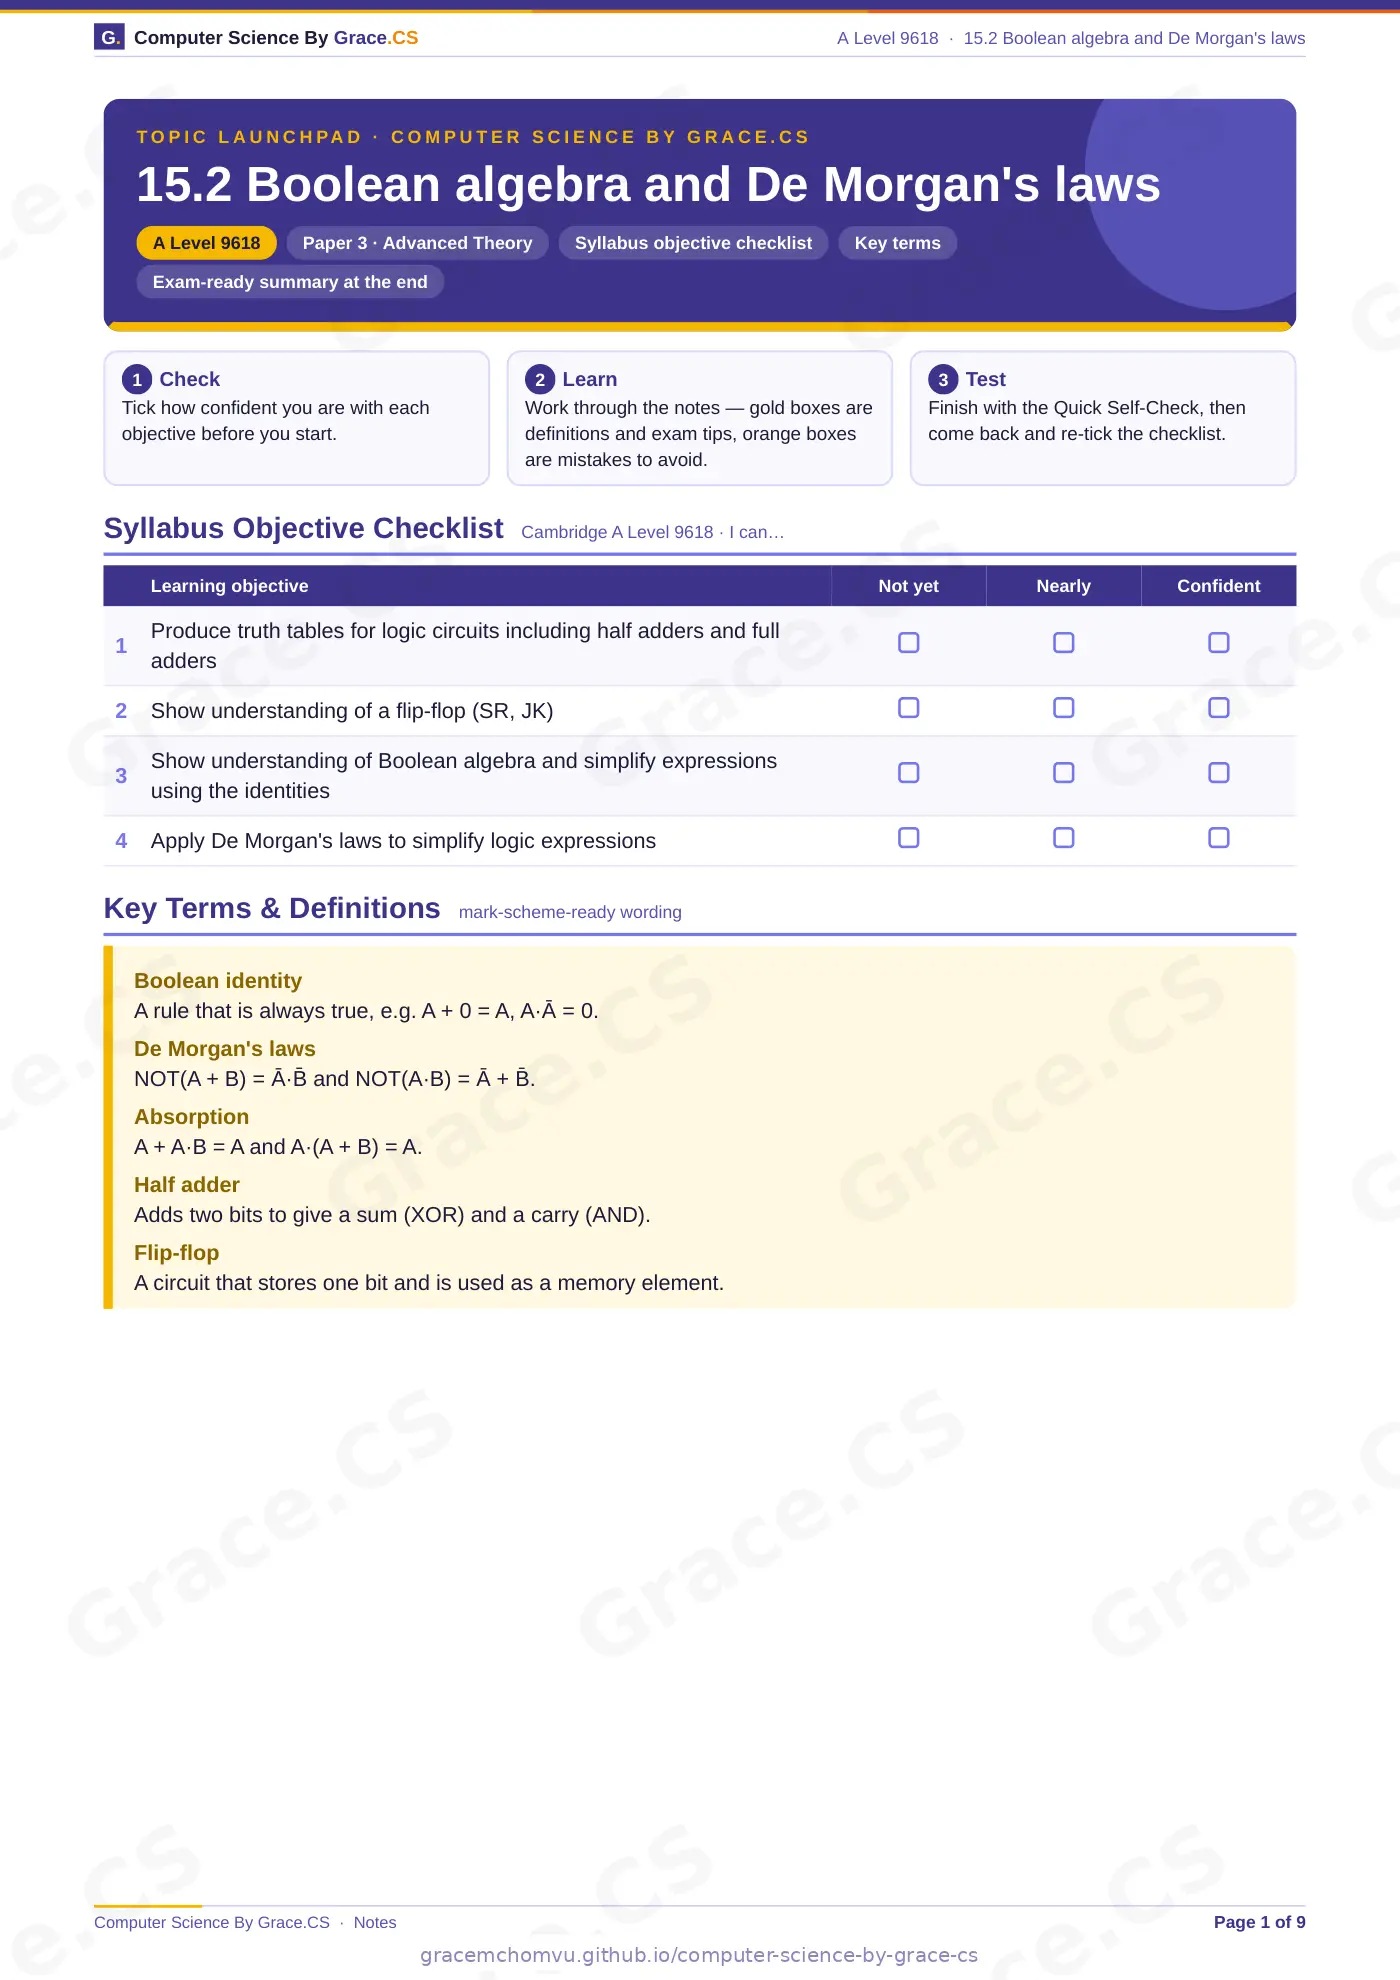 G. Computer Science By Grace.CS
A Level 9618 · 15.2 Boolean algebra and De Morgan's laws
TOPIC LAUNCHPAD · COMPUTER SCIENCE BY GRACE.CS
15.2 Boolean algebra and De Morgan's laws
A Level 9618
Paper 3 · Advanced Theory
Syllabus objective checklist
Key terms
Exam-ready summary at the end
1 Check
Tick how confident you are with each
objective before you start.
2 Learn
Work through the notes — gold boxes are
definitions and exam tips, orange boxes
are mistakes to avoid.
3 Test
Finish with the Quick Self-Check, then
come back and re-tick the checklist.
Syllabus Objective Checklist Cambridge A Level 9618 · I can…
Learning objective Not yet Nearly Confident
1 Produce truth tables for logic circuits including half adders and full
adders
2 Show understanding of a flip-flop (SR, JK)
3 Show understanding of Boolean algebra and simplify expressions
using the identities
4 Apply De Morgan's laws to simplify logic expressions
Key Terms & Definitions mark-scheme-ready wording
Boolean identity
A rule that is always true, e.g. A + 0 = A, A·Ā = 0.
De Morgan's laws
NOT(A + B) = Ā·B̄ and NOT(A·B) = Ā + B̄.
Absorption
A + A·B = A and A·(A + B) = A.
Half adder
Adds two bits to give a sum (XOR) and a carry (AND).
Flip-flop
A circuit that stores one bit and is used as a memory element.
Computer Science By Grace.CS · Notes
Page 1 of 9
gracemchomvu.github.io/computer-science-by-grace-cs
Grace.CS